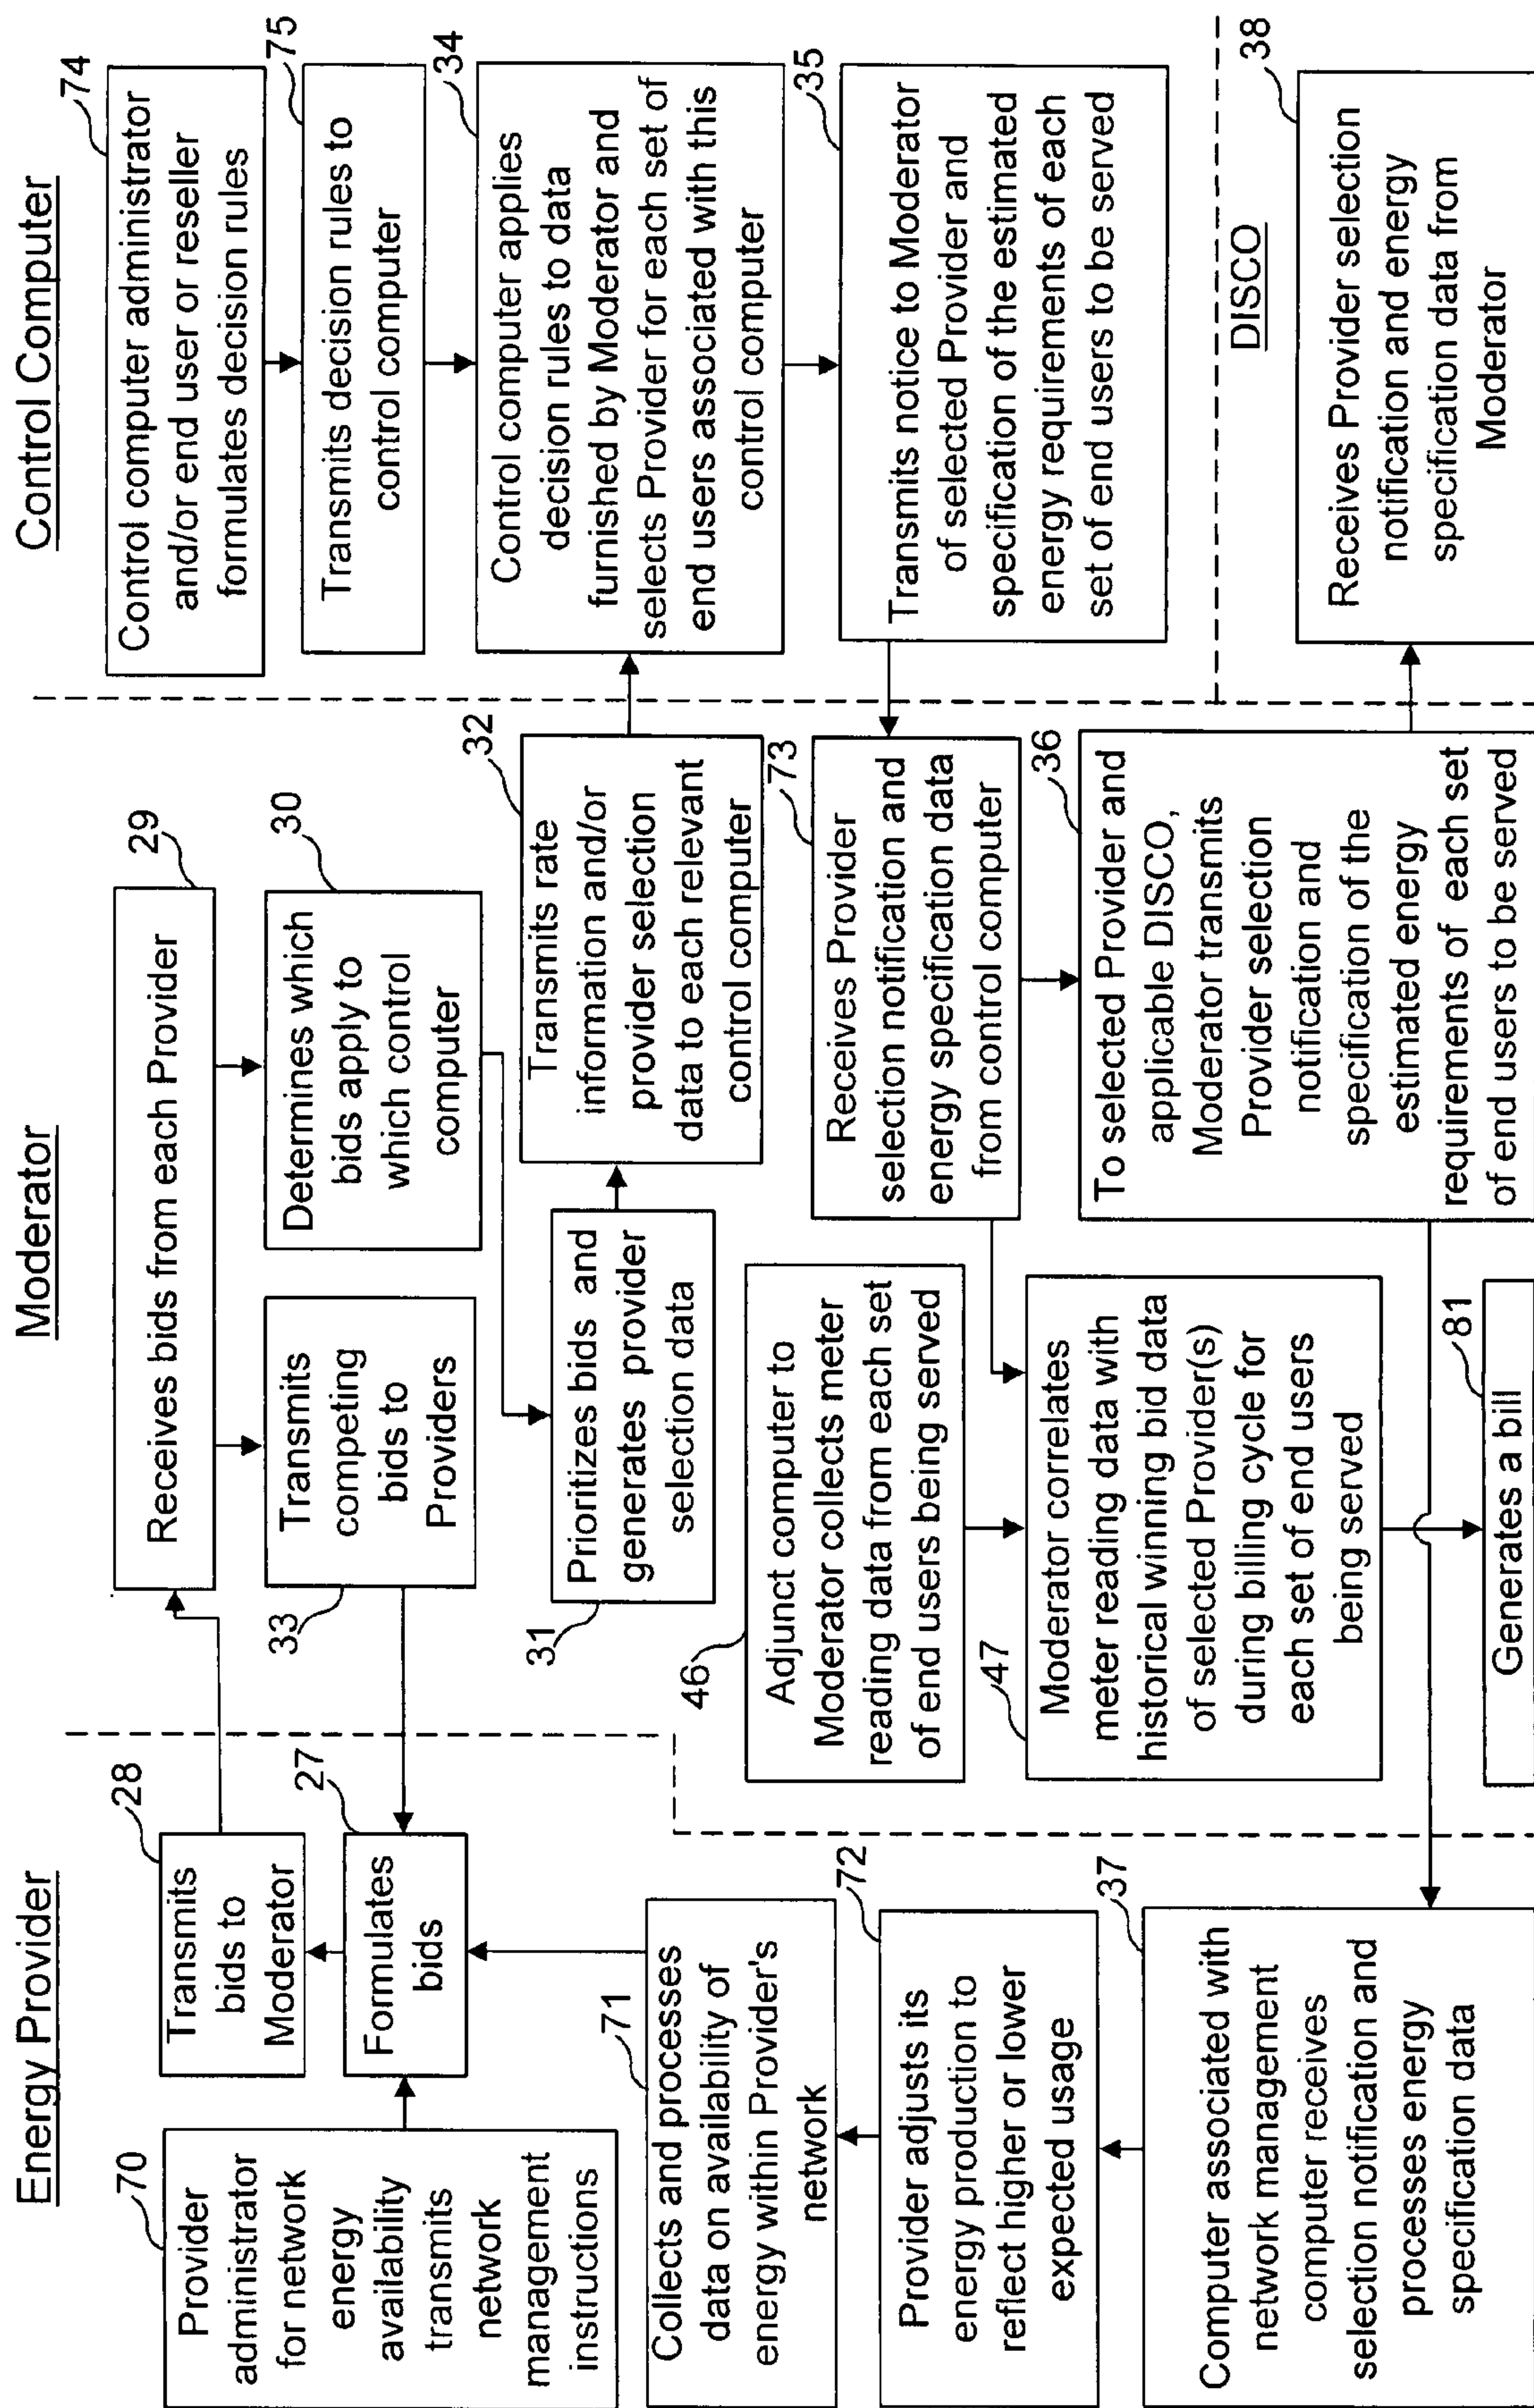 Energy Provider
70
Provider
administrator
for network
energy
availability
transmits
network
management
instructions
28
Transmits
bids to
Moderator
27
Formulates
bids
71
Collects and processes
data on availability of
energy within Provider's
network
72
Provider adjusts its
energy production to
reflect higher or lower
expected usage
37
Computer associated with
network management
computer receives
selection notification and
processes energy
specification data
Moderator
29
Receives bids from each Provider
33
Transmits
competing
bids to
Providers
30
Determines which
bids apply to
which control
computer
31
Prioritizes bids and
generates provider
selection data
32
Transmits rate
information and/or
provider selection
data to each relevant
control computer
46
Adjunct computer to
Moderator collects meter
reading data from each set
of end users being served
73
Receives Provider
selection notification and
energy specification data
from control computer
47
Moderator correlates
meter reading data with
historical winning bid data
of selected Provider(s)
during billing cycle for
each set of end users
being served
36
To selected Provider and
applicable DISCO,
Moderator transmits
Provider selection
notification and
specification of the
estimated energy
requirements of each set
of end users to be served
81
Generates a bill
Control Computer
74
Control computer administrator
and/or end user or reseller
formulates decision rules
75
Transmits decision rules to
control computer
34
Control computer applies
decision rules to data
furnished by Moderator and
selects Provider for each set of
end users associated with this
control computer
35
Transmits notice to Moderator
of selected Provider and
specification of the estimated
energy requirements of each
set of end users to be served
DISCO
38
Receives Provider selection
notification and energy
specification data from
Moderator